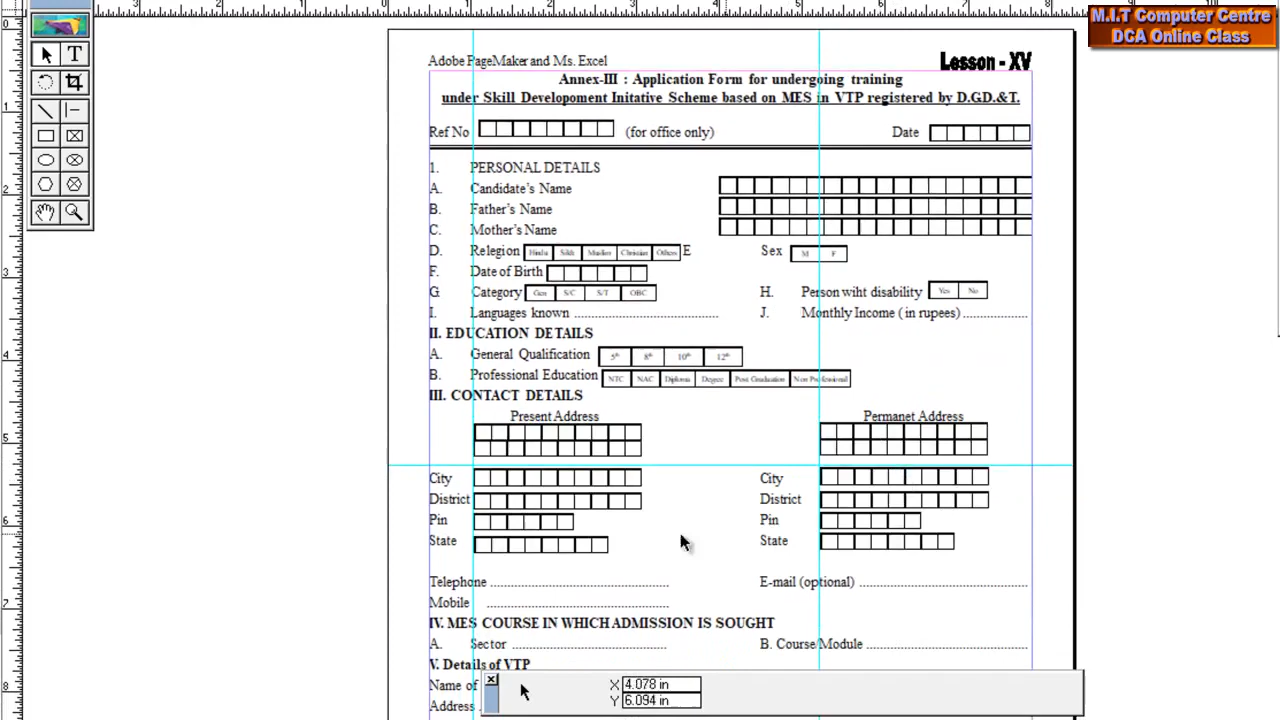 M.I.T Computer Centre
DCA Online Class
Adobe PageMaker and Ms. Excel
Lesson - XV
Annex-III : Application Form for undergoing training
under Skill Developoment Initative Scheme based on MES in VTP registered by D.GD.&T.
Ref No (for office only) Date
1. PERSONAL DETAILS
A. Candidate's Name
B. Father's Name
C. Mother's Name
D. Relegion Hindu Sikh Muslim Christian Others E Sex M F
F. Date of Birth
G Category Gen S/C S/T OBC H. Person wiht disability Yes No
I. Languages known .......................................... J. Monthly Income ( in rupees) ...................
II. EDUCATION DETAILS
A. General Qualification 5th 8th 10th 12th
B. Professional Education NTC NAC Diploma Degree Post Graduation Non Professional
III. CONTACT DETAILS
Present Address Permanet Address
City City
District District
Pin Pin
State State
Telephone .................................................... E-mail (optional) ..................................................
Mobile .....................................................
IV. MES COURSE IN WHICH ADMISSION IS SOUGHT
A. Sector ............................................. B. Course/Module ................................................
V. Details of VTP
Name of
Address .
X 4.078 in
Y 6.094 in